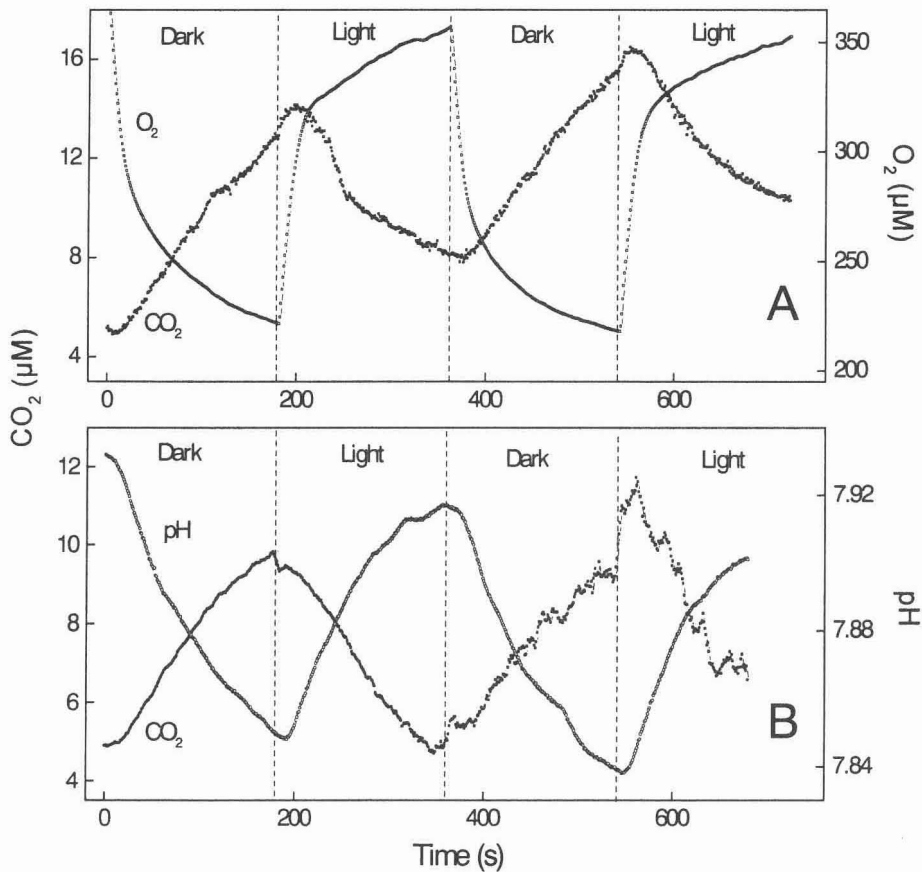 Dark Light Dark Light
16
12
8
4
0 200 400 600
350
300
250
200
O₂
CO₂
A
O₂ (µM)
CO₂ (µM)
Dark Light Dark Light
12
10
8
6
4
0 200 400 600
7.92
7.88
7.84
pH
CO₂
B
pH
Time (s)